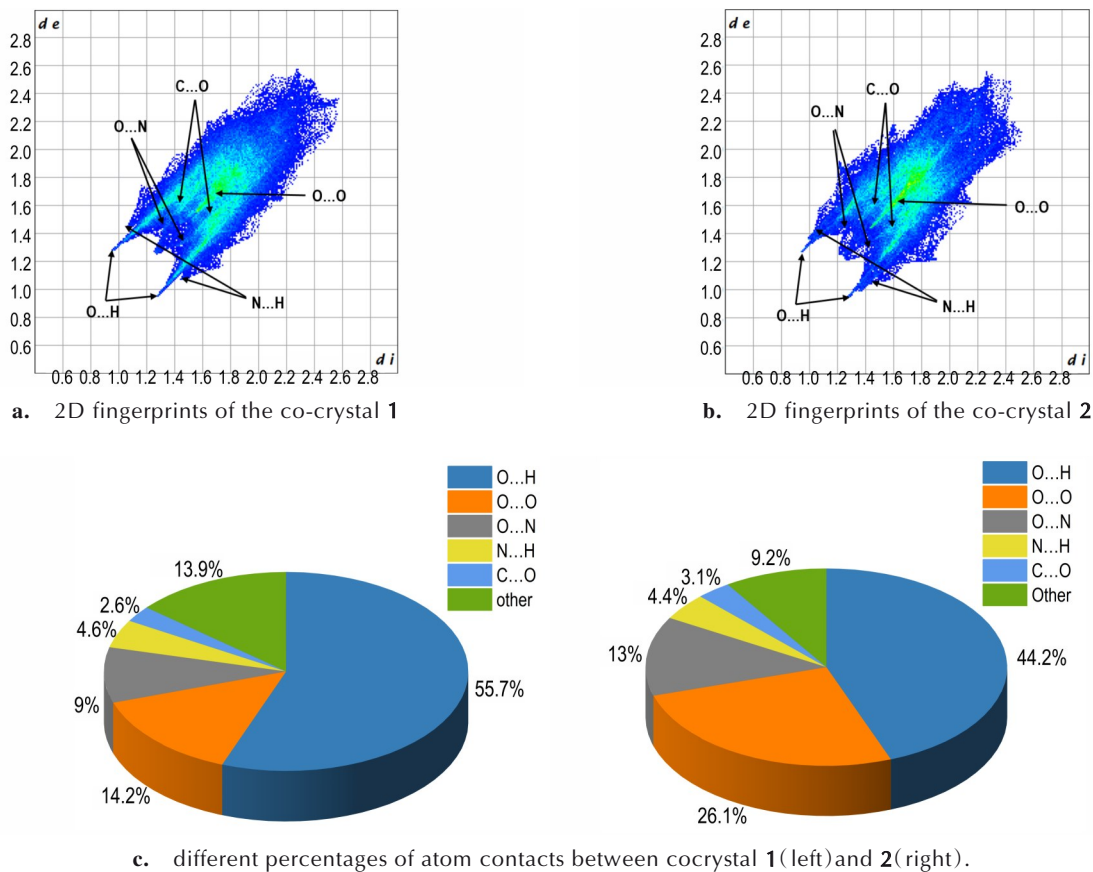 d e
2.8
2.6
2.4
2.2
2.0
1.8
1.6
1.4
1.2
1.0
0.8
0.6
C...O
O...N
O...O
N...H
O...H
d i
0.6 0.8 1.0 1.2 1.4 1.6 1.8 2.0 2.2 2.4 2.6 2.8
a. 2D fingerprints of the co-crystal 1
d e
2.8
2.6
2.4
2.2
2.0
1.8
1.6
1.4
1.2
1.0
0.8
0.6
C...O
O...N
O...O
N...H
O...H
d i
0.6 0.8 1.0 1.2 1.4 1.6 1.8 2.0 2.2 2.4 2.6 2.8
b. 2D fingerprints of the co-crystal 2
O...H
O...O
O...N
N...H
C...O
other
13.9%
2.6%
4.6%
9%
14.2%
55.7%
O...H
O...O
O...N
N...H
C...O
Other
9.2%
3.1%
4.4%
13%
26.1%
44.2%
c. different percentages of atom contacts between cocrystal 1(left)and 2(right).